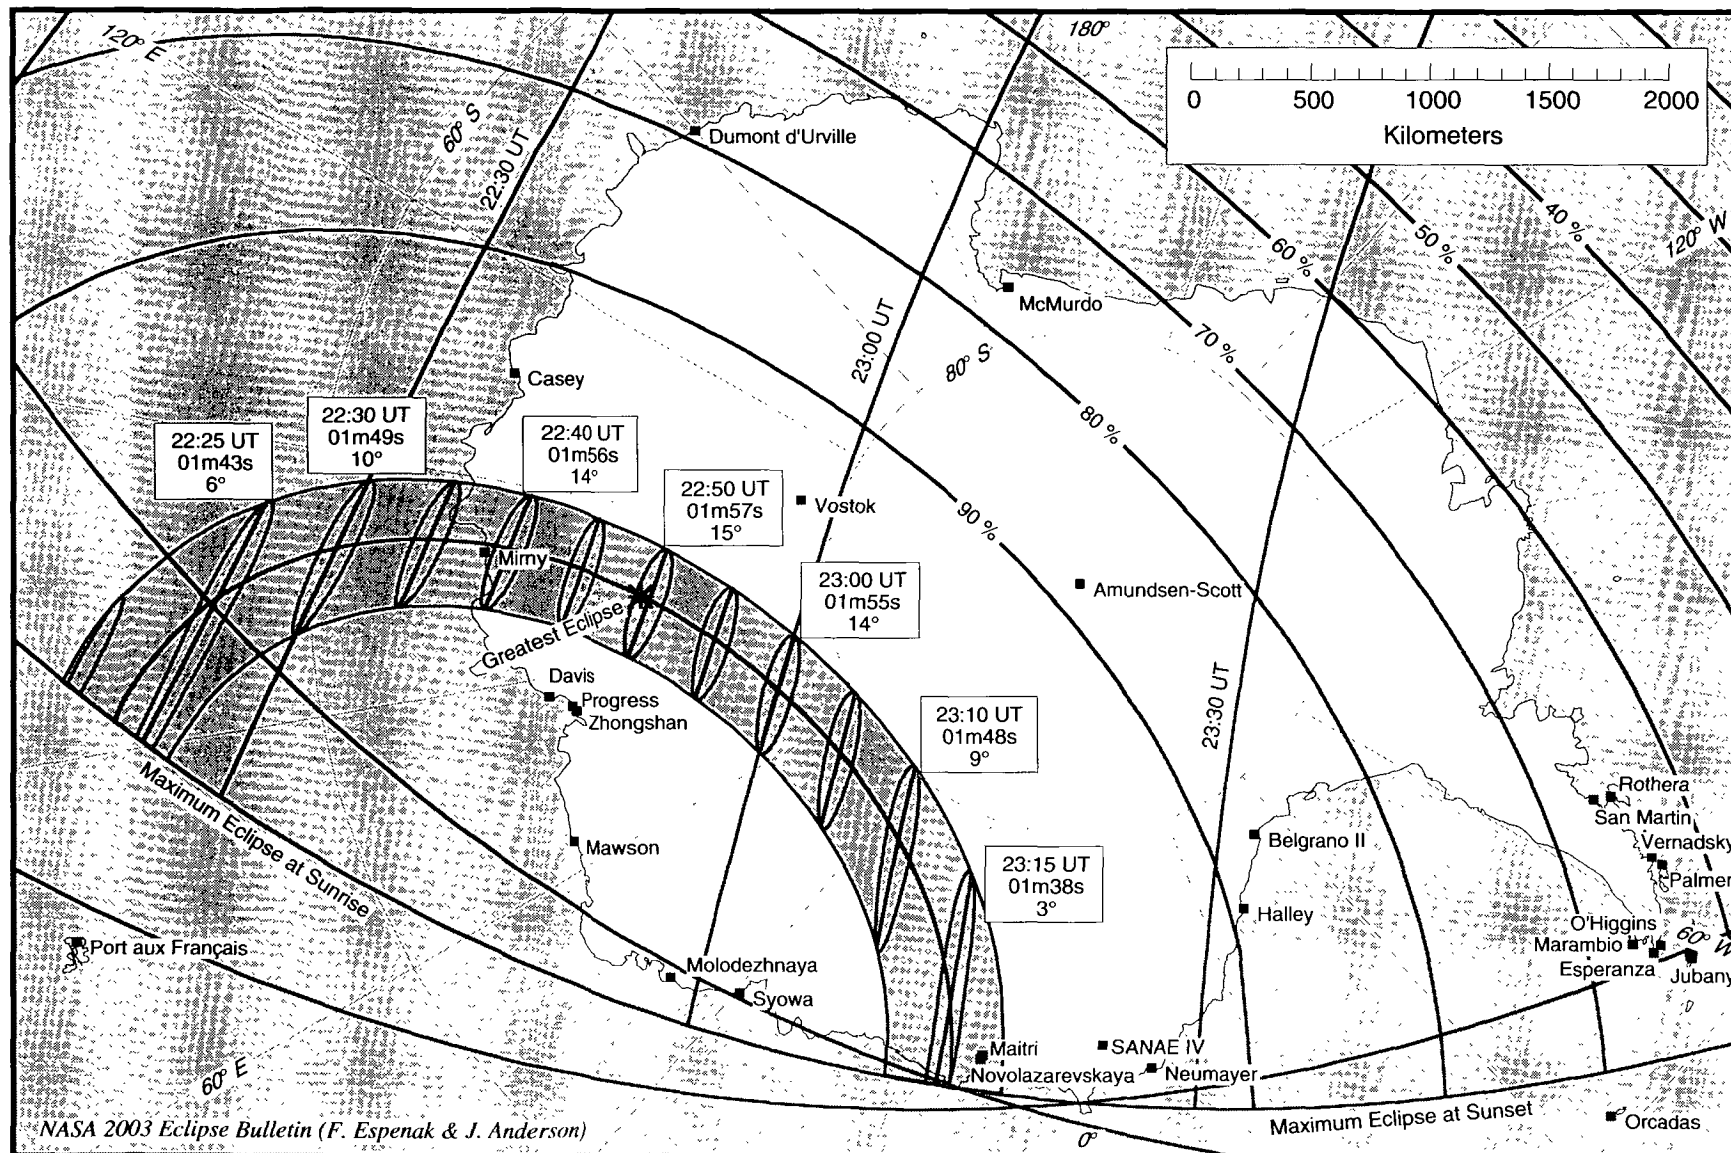 120° E
180°
0 500 1000 1500 2000
Kilometers
60° S
22:30 UT
Dumont d'Urville
40 %
50 %
60 %
120° W
McMurdo
70 %
23:00 UT
80° S
Casey
80 %
22:25 UT
01m43s
6°
22:30 UT
01m49s
10°
22:40 UT
01m56s
14°
22:50 UT
01m57s
15°
Vostok
90 %
Mirny
23:00 UT
01m55s
14°
Amundsen-Scott
Greatest Eclipse
Davis
Progress
Zhongshan
23:10 UT
01m48s
9°
23:30 UT
Maximum Eclipse at Sunrise
Mawson
Rothera
San Martin
Vernadsky
Palmer
Belgrano II
23:15 UT
01m38s
3°
Halley
O'Higgins
Marambio
Esperanza
60° W
Jubany
Port aux Français
Molodezhnaya
Syowa
Maitri
Novolazarevskaya
SANAE IV
Neumayer
60° E
Maximum Eclipse at Sunset
Orcadas
0°
NASA 2003 Eclipse Bulletin (F. Espenak & J. Anderson)